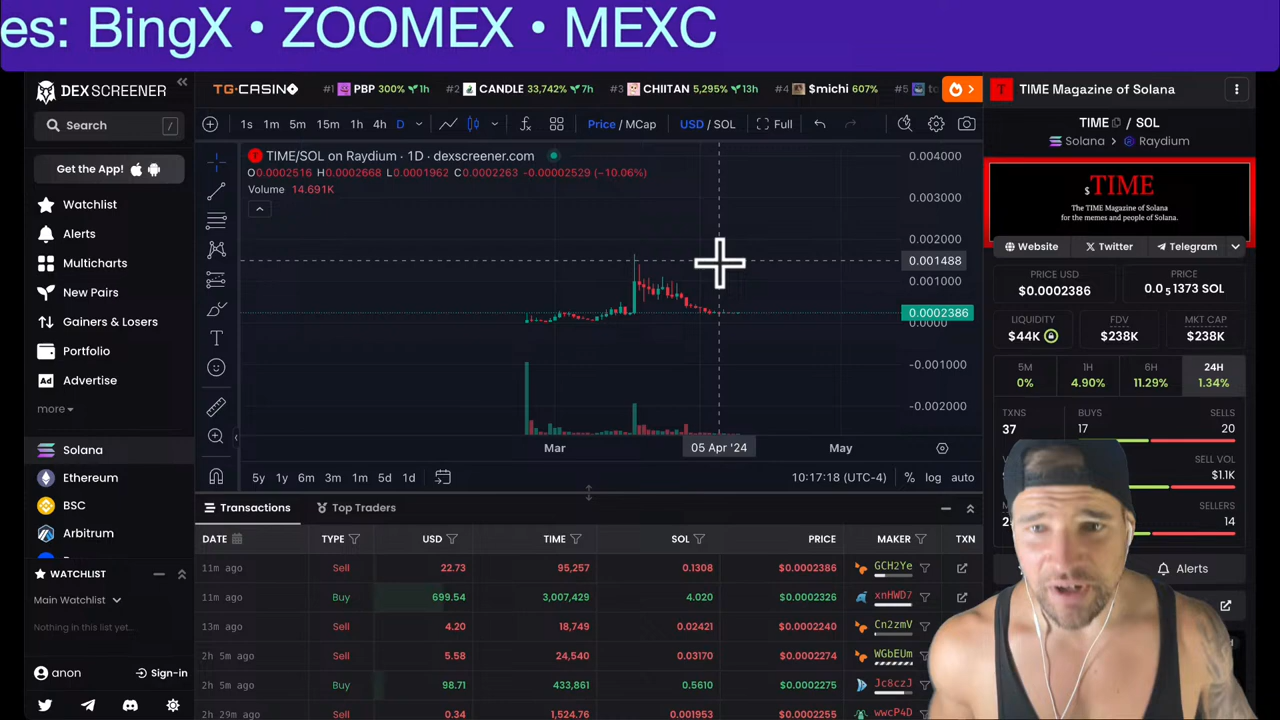 es: BingX • ZOOMEX • MEXC
DEXSCREENER
Search /
Get the App!
Watchlist
Alerts
Multicharts
New Pairs
Gainers & Losers
Portfolio
Advertise
more
Solana
Ethereum
BSC
Arbitrum
WATCHLIST
Main Watchlist
Nothing in this list yet...
anon Sign-in
TG.CASINO #1 PBP 300% 1h #2 CANDLE 33,742% 7h #3 CHIITAN 5,295% 13h #4 $michi 607% #5
1s 1m 5m 15m 1h 4h D Price / MCap USD / SOL Full
TIME/SOL on Raydium · 1D · dexscreener.com
O0.0002516 H0.0002668 L0.0001962 C0.0002263 -0.00002529 (−10.06%)
Volume 14.691K
0.004000
0.003000
0.002000
0.001488
0.001000
0.0002386
0.0000
-0.001000
-0.002000
Mar 05 Apr '24 May
5y 1y 6m 3m 1m 5d 1d 10:17:18 (UTC-4) % log auto
Transactions Top Traders
DATE TYPE USD TIME SOL PRICE MAKER TXN
11m ago Sell 22.73 95,257 0.1308 $0.0002386 GCH2Ye
11m ago Buy 699.54 3,007,429 4.020 $0.0002326 xnHWD7
13m ago Sell 4.20 18,749 0.02421 $0.0002240 Cn2zmV
2h 5m ago Sell 5.58 24,540 0.03170 $0.0002274 WGbEUm
2h 5m ago Buy 98.71 433,861 0.5610 $0.0002275 Jc8czJ
2h 29m ago Sell 0.34 1,524.76 0.001953 $0.0002255 wwcP4D
T TIME Magazine of Solana
TIME / SOL
Solana > Raydium
$TIME
The TIME Magazine of Solana
for the memes and people of Solana.
Website Twitter Telegram
PRICE USD PRICE
$0.0002386 0.0₅1373 SOL
LIQUIDITY FDV MKT CAP
$44K $238K $238K
5M 1H 6H 24H
0% 4.90% 11.29% 1.34%
TXNS BUYS SELLS
37 17 20
SELL VOL
$1.1K
SELLERS
14
Alerts